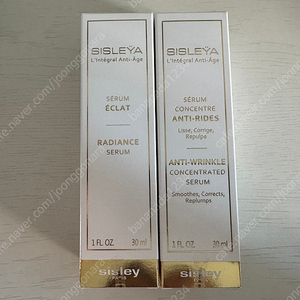 SISLEŸA
L'Intégral Anti-Âge
SÉRUM
ÉCLAT
RADIANCE
SERUM
1 FL. OZ. 30 ml
sisley
PARIS
SISLEŸA
L'Intégral Anti-Âge
SÉRUM
CONCENTRÉ
ANTI-RIDES
Lisse, Corrige,
Repulpe
ANTI-WRINKLE
CONCENTRATED
SERUM
Smoothes, Corrects,
Replumps
1 FL. OZ. 30 ml
sisley
PARIS